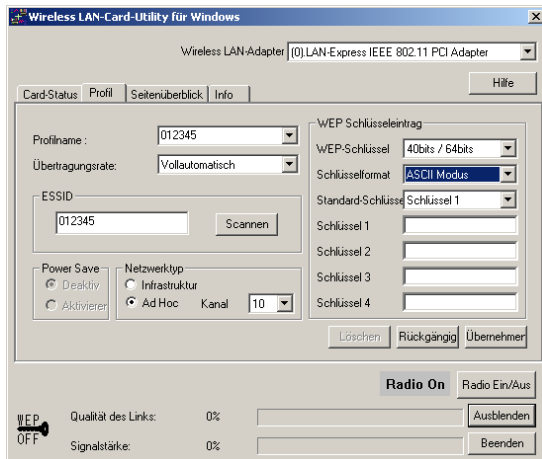 Wireless LAN-Card-Utility für Windows
Wireless LAN-Adapter (0).LAN-Express IEEE 802.11 PCI Adapter
Hilfe
Card-Status Profil Seitenüberblick Info
Profilname : 012345
Übertragungsrate: Vollautomatisch
ESSID
012345 Scannen
Power Save
Deaktiv
Aktivierer
Netzwerktyp
Infrastruktur
Ad Hoc Kanal 10
WEP Schlüsseleintrag
WEP-Schlüssel 40bits / 64bits
Schlüsselformat ASCII Modus
Standard-Schlüsse Schlüssel 1
Schlüssel 1
Schlüssel 2
Schlüssel 3
Schlüssel 4
Löschen Rückgängig Übernehmer
Radio On Radio Ein/Aus
WEP OFF
Qualität des Links: 0% Ausblenden
Signalstärke: 0% Beenden